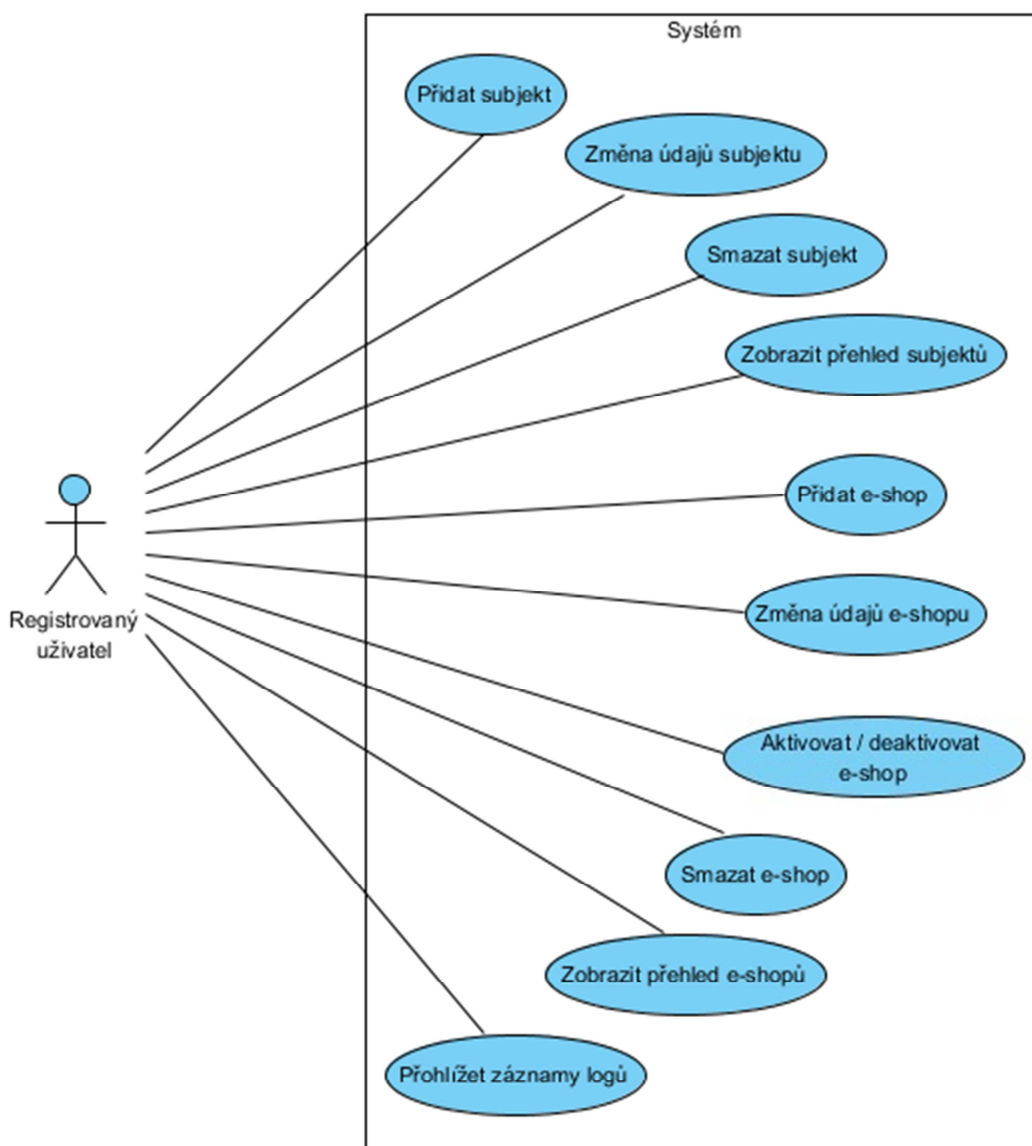 Systém
Přidat subjekt
Změna údajů subjektu
Smazat subjekt
Zobrazit přehled subjektů
Přidat e-shop
Registrovaný
uživatel
Změna údajů e-shopu
Aktivovat / deaktivovat
e-shop
Smazat e-shop
Zobrazit přehled e-shopů
Přohlížet záznamy logů